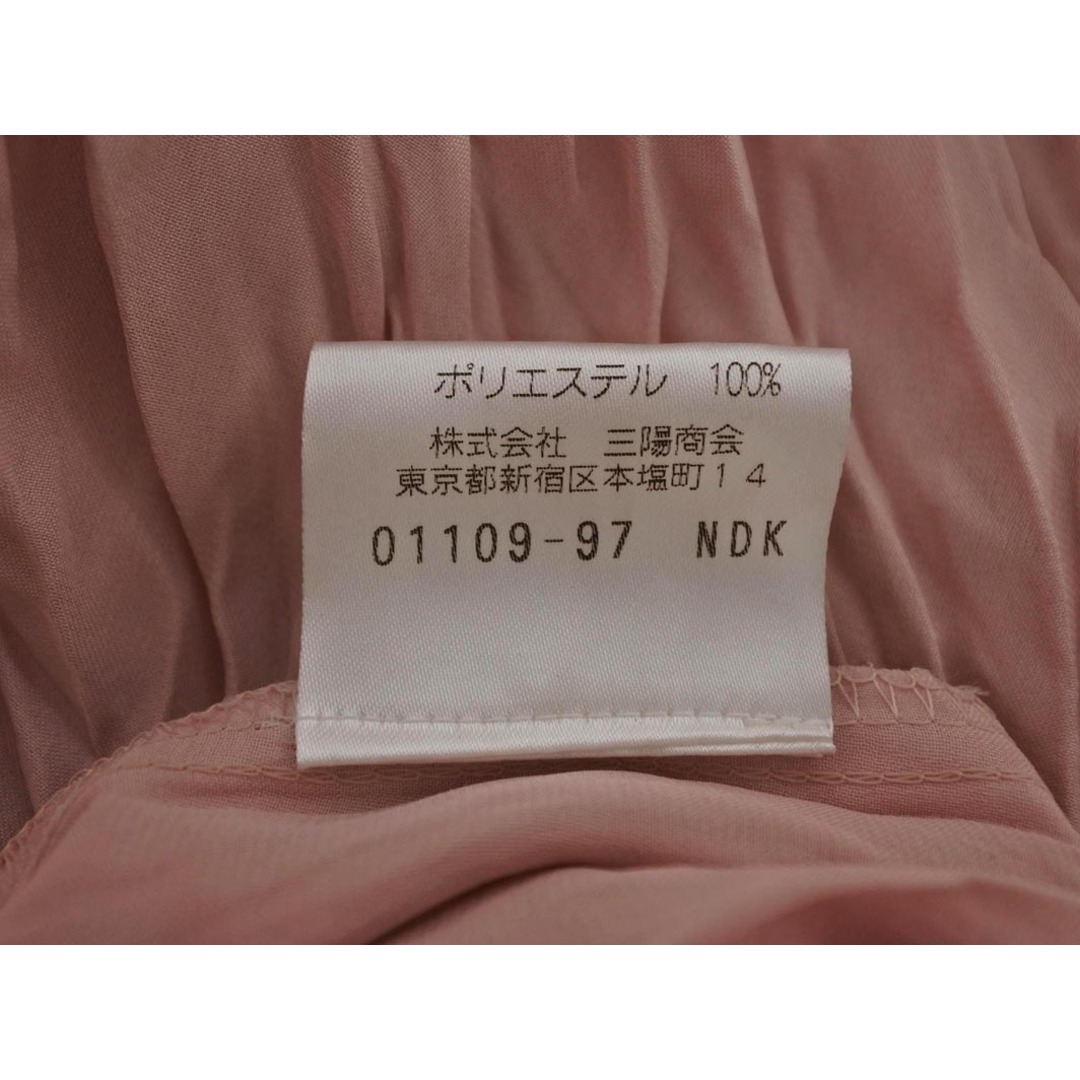 ポリエステル　100%
株式会社　三陽商会
東京都新宿区本塩町１４
01109-97　NDK